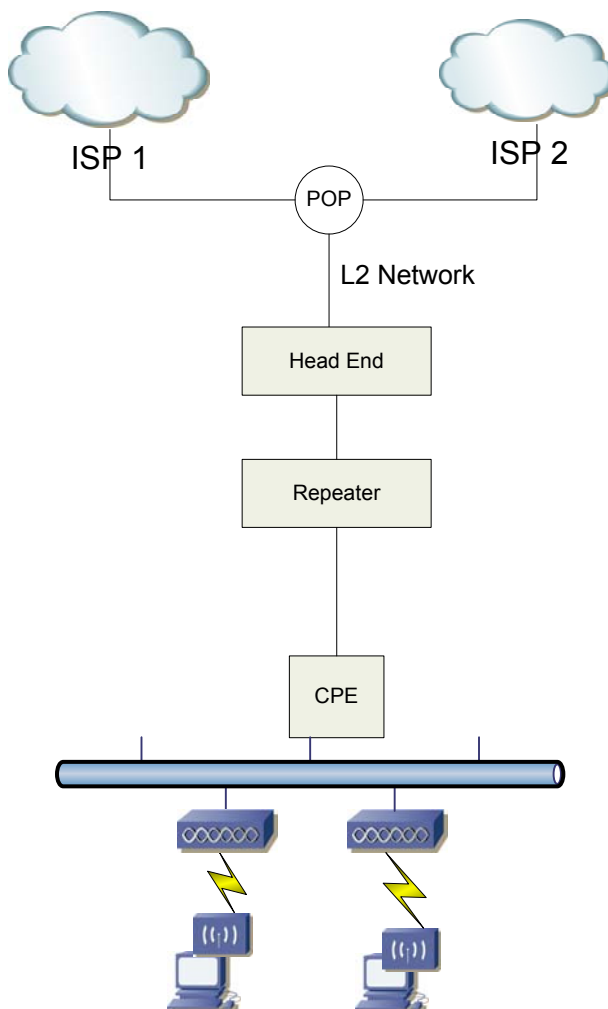 ISP 1
ISP 2
POP
L2 Network
Head End
Repeater
CPE